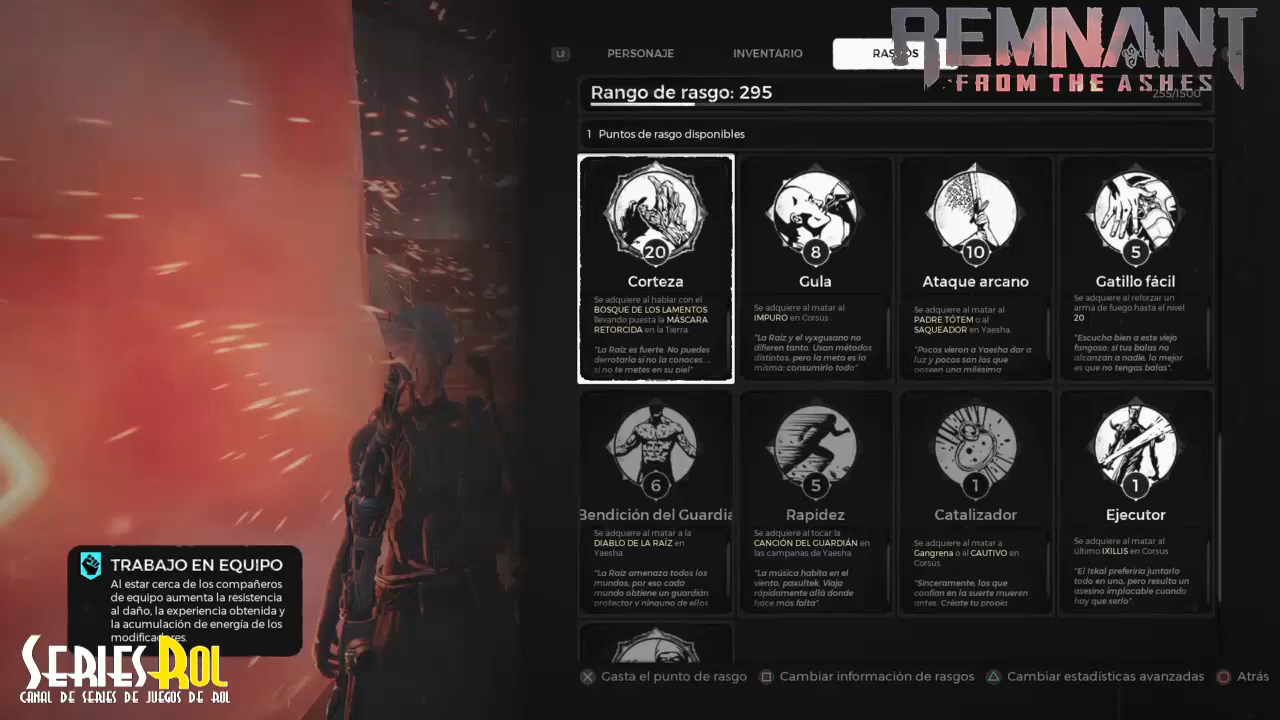 REMNANT
FROM THE ASHES
L2
PERSONAJE
INVENTARIO
Rango de rasgo: 295
255/1500
1 Puntos de rasgo disponibles
20
Corteza
Se adquiere al hablar con el
BOSQUE DE LOS LAMENTOS
llevando puesta la MÁSCARA
RETORCIDA en la Tierra.
"La Raíz es fuerte. No puedes
derrotarla si no la conoces...
si no te metes en su piel"
8
Gula
Se adquiere al matar al
IMPURO en Corsus.
"La Raíz y el vyxgusano no
difieren tanto. Usan métodos
distintos, pero la meta es la
misma: consumirlo todo"
10
Ataque arcano
Se adquiere al matar al
PADRE TÓTEM o al
SAQUEADOR en Yaesha.
"Pocos vieron a Yaesha dar a
luz y pocos son los que
poseen una milésima
5
Gatillo fácil
Se adquiere al reforzar un
arma de fuego hasta el nivel
20.
"Escucha bien a este viejo
fangoso: si tus balas no
alcanzan a nadie, lo mejor
es que no tengas balas".
6
Bendición del Guardia
Se adquiere al matar a la
DIABLO DE LA RAÍZ en
Yaesha.
"La Raíz amenaza todos los
mundos, por eso cada
mundo obtiene un guardián
protector y ninguno de ellos
5
Rapidez
Se adquiere al tocar la
CANCIÓN DEL GUARDIÁN en
las campanas de Yaesha
"La música habita en el
viento, paxultek. Viaja
rápidamente allá donde
hace más falta".
1
Catalizador
Se adquiere al matar a
Gangrena o al CAUTIVO en
Corsus.
"Sinceramente, los que
confían en la suerte mueren
antes. Créate tu propia
1
Ejecutor
Se adquiere al matar al
último IXILLIS en Corsus
"El Iskal preferiría juntarlo
todo en uno, pero resulta un
asesino implacable cuando
hay que serlo".
TRABAJO EN EQUIPO
Al estar cerca de los compañeros
de equipo aumenta la resistencia
al daño, la experiencia obtenida y
la acumulación de energía de los
modificadores.
SERIESROL
CANAL DE SERIES DE JUEGOS DE ROL
Gasta el punto de rasgo
Cambiar información de rasgos
Cambiar estadísticas avanzadas
Atrás